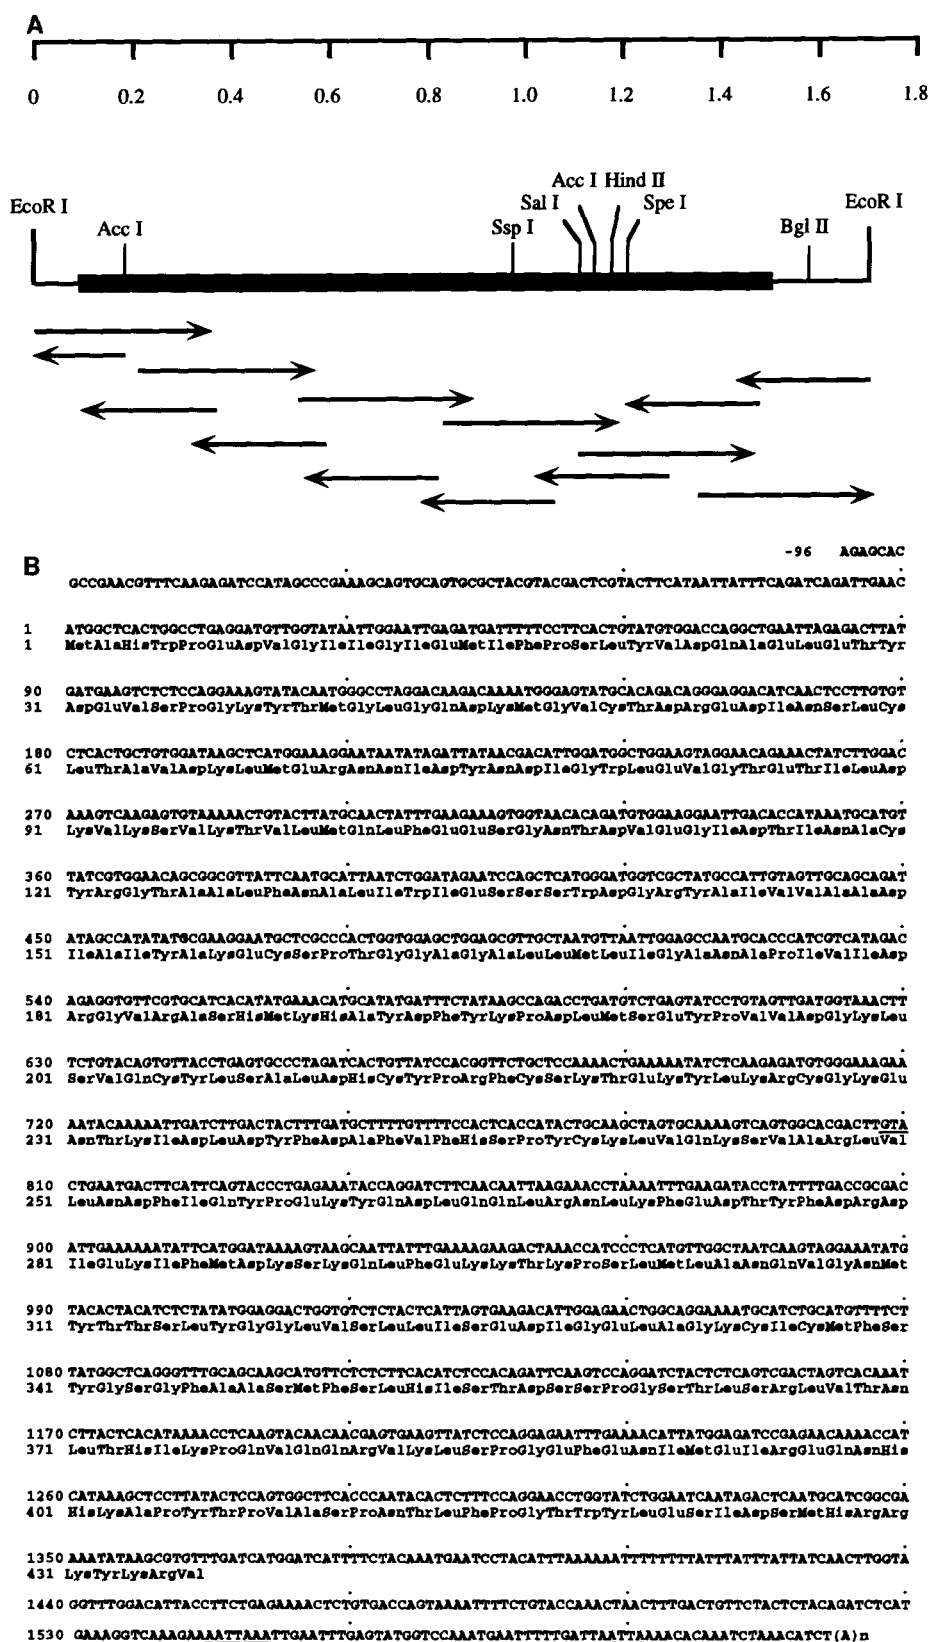 A
0 0.2 0.4 0.6 0.8 1.0 1.2 1.4 1.6 1.8
Acc I Hind II
EcoR I Sal I Spe I EcoR I
Acc I Ssp I Bgl II
-96 AGAGCAC
B
GCCGAACGTTTCAAGAGATCCATAGCCCGAAAGCAGTGCAGTGCGCTACGTACGACTCGTACTTCATAATTATTTCAGATCAGATTGAAC
1 ATGGCTCACTGGCCTGAGGATGTTGGTATAATTGGAATTGAGATGATTTTTCCTTCACTGTATGTGGACCAGGCTGAATTAGAGACTTAT
1 MetAlaHisTrpProGluAspValGlyIleIleGlyIleGluMetIlePheProSerLeuTyrValAspGlnAlaGluLeuGluThrTyr
90 GATGAAGTCTCTCCAGGAAAGTATACAATGGGCCTAGGACAAGACAAAATGGGAGTATGCACAGACAGGGAGGACATCAACTCCTTGTGT
31 AspGluValSerProGlyLysTyrThrMetGlyLeuGlyGlnAspLysMetGlyValCysThrAspArgGluAspIleAsnSerLeuCys
180 CTCACTGCTGTGGATAAGCTCATGGAAAGGAATAATATAGATTATAACGACATTGGATGGCTGGAAGTAGGAACAGAAACTATCTTGGAC
61 LeuThrAlaValAspLysLeuMetGluArgAsnAsnIleAspTyrAsnAspIleGlyTrpLeuGluValGlyThrGluThrIleLeuAsp
270 AAAGTCAAGAGTGTAAAAACTGTACTTATGCAACTATTTGAAGAAAGTGGTAACACAGATGTGGAAGGAATTGACACCATAAATGCATGT
91 LysValLysSerValLysThrValLeuMetGlnLeuPheGluGluSerGlyAsnThrAspValGluGlyIleAspThrIleAsnAlaCys
360 TATCGTGGAACAGCGGCGTTATTCAATGCATTAATCTGGATAGAATCCAGCTCATGGGATGGTCGCTATGCCATTGTAGTTGCAGCAGAT
121 TyrArgGlyThrAlaAlaLeuPheAsnAlaLeuIleTrpIleGluSerSerSerTrpAspGlyArgTyrAlaIleValValAlaAlaAsp
450 ATAGCCATATATGCGAAGGAATGCTCGCCCACTGGTGGAGCTGGAGCGTTGCTAATGTTAATTGGAGCCAATGCACCCATCGTCATAGAC
151 IleAlaIleTyrAlaLysGluCysSerProThrGlyGlyAlaGlyAlaLeuLeuMetLeuIleGlyAlaAsnAlaProIleValIleAsp
540 AGAGGTGTTCGTGCATCACATATGAAACATGCATATGATTTCTATAAGCCAGACCTGATGTCTGAGTATCCTGTAGTTGATGGTAAACTT
181 ArgGlyValArgAlaSerHisMetLysHisAlaTyrAspPheTyrLysProAspLeuMetSerGluTyrProValValAspGlyLysLeu
630 TCTGTACAGTGTTACCTGAGTGCCCTAGATCACTGTTATCCACGGTTCTGCTCCAAAACTGAAAAATATCTCAAGAGATGTGGGAAAGAA
201 SerValGlnCysTyrLeuSerAlaLeuAspHisCysTyrProArgPheCysSerLysThrGluLysTyrLeuLysArgCysGlyLysGlu
720 AATACAAAAATTGATCTTGACTACTTTGATGCTTTTGTTTTCCACTCACCATACTGCAAGCTAGTGCAAAAGTCAGTGGCACGACTTGTA
231 AsnThrLysIleAspLeuAspTyrPheAspAlaPheValPheHisSerProTyrCysLysLeuValGlnLysSerValAlaArgLeuVal
810 CTGAATGACTTCATTCAGTACCCTGAGAAATACCAGGATCTTCAACAATTAAGAAACCTAAAATTTGAAGATACCTATTTTGACCGCGAC
251 LeuAsnAspPheIleGlnTyrProGluLysTyrGlnAspLeuGlnGlnLeuArgAsnLeuLysPheGluAspThrTyrPheAspArgAsp
900 ATTGAAAAAATATTCATGGATAAAAGTAAGCAATTATTTGAAAAGAAGACTAAACCATCCCTCATGTTGGCTAATCAAGTAGGAAATATG
281 IleGluLysIlePheMetAspLysSerLysGlnLeuPheGluLysLysThrLysProSerLeuMetLeuAlaAsnGlnValGlyAsnMet
990 TACACTACATCTCTATATGGAGGACTGGTGTCTCTACTCATTAGTGAAGACATTGGAGAACTGGCAGGAAAATGCATCTGCATGTTTTCT
311 TyrThrThrSerLeuTyrGlyGlyLeuValSerLeuLeuIleSerGluAspIleGlyGluLeuAlaGlyLysCysIleCysMetPheSer
1080 TATGGCTCAGGGTTTGCAGCAAGCATGTTCTCTCTTCACATCTCCACAGATTCAAGTCCAGGATCTACTCTCAGTCGACTAGTCACAAAT
341 TyrGlySerGlyPheAlaAlaSerMetPheSerLeuHisIleSerThrAspSerSerProGlySerThrLeuSerArgLeuValThrAsn
1170 CTTACTCACATAAAACCTCAAGTACAACAACGAGTGAAGTTATCTCCAGGAGAATTTGAAAACATTATGGAGATCCGAGAACAAAACCAT
371 LeuThrHisIleLysProGlnValGlnGlnArgValLysLeuSerProGlyGluPheGluAsnIleMetGluIleArgGluGlnAsnHis
1260 CATAAAGCTCCTTATACTCCAGTGGCTTCACCCAATACACTCTTTCCAGGAACCTGGTATCTGGAATCAATAGACTCAATGCATCGGCGA
401 HisLysAlaProTyrThrProValAlaSerProAsnThrLeuPheProGlyThrTrpTyrLeuGluSerIleAspSerMetHisArgArg
1350 AAATATAAGCGTGTTTGATCATGGATCATTTTCTACAAATGAATCCTACATTTAAAAAATTTTTTTATTTATTTATTATCAACTTGGTA
431 LysTyrLysArgVal
1440 GGTTTGGACATTACCTTCTGAGAAAACTCTGTGACCAGTAAAATTTTCTGTACCAAACTAACTTTGACTGTTCTACTCTACAGATCTCAT
1530 GAAAGGTCAAAGAAAATTAAATTGAATTTGAGTATGGTCCAAATGAATTTTTGATTAATTAAAACACAAATCTAAACATCT(A)n